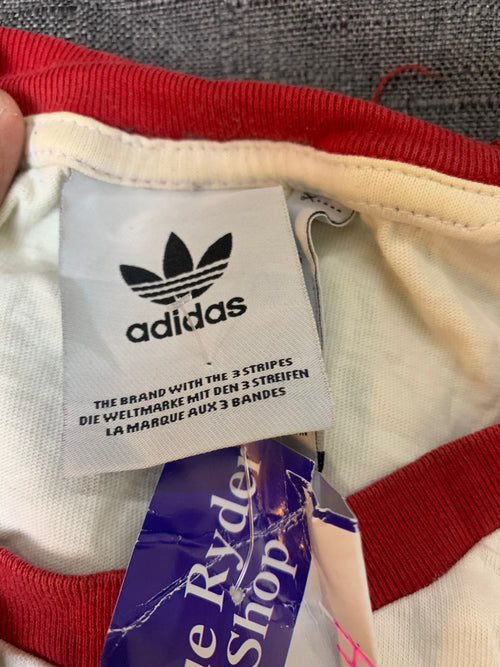 adidas
THE BRAND WITH THE 3 STRIPES
DIE WELTMARKE MIT DEN 3 STREIFEN
LA MARQUE AUX 3 BANDES
Ryder
Shop